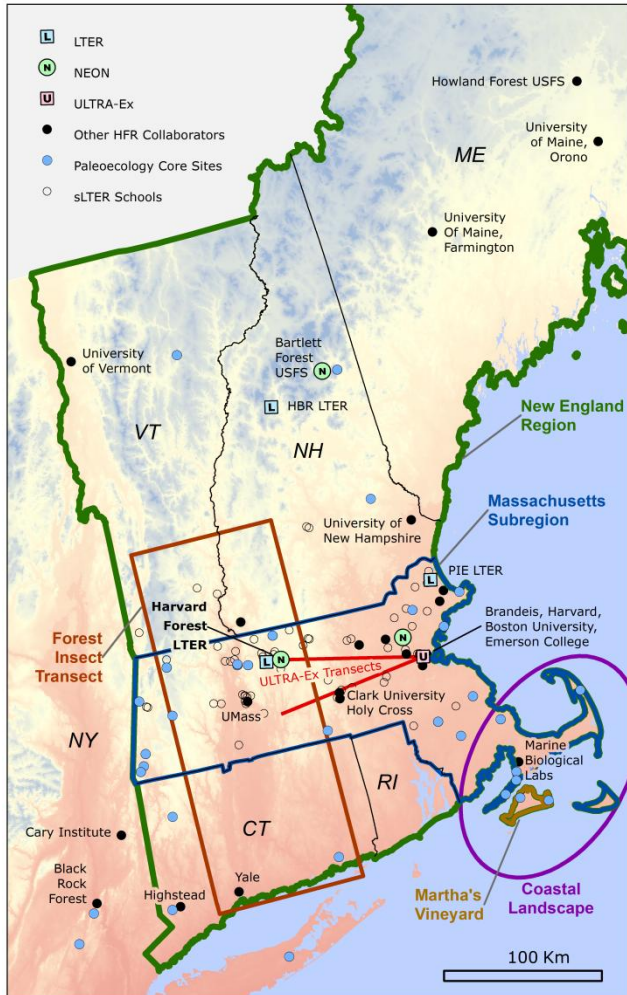 L LTER
N NEON
U ULTRA-Ex
Other HFR Collaborators
Paleoecology Core Sites
sLTER Schools
Howland Forest USFS
University
of Maine,
Orono
ME
University
Of Maine,
Farmington
Bartlett
Forest
USFS
N
University
of Vermont
L HBR LTER
New England
Region
VT
NH
Massachusetts
Subregion
University of
New Hampshire
L
PIE LTER
Harvard
Forest
LTER
Brandeis, Harvard,
Boston University,
Emerson College
Forest
Insect
Transect
L N
N
U
ULTRA-Ex Transects
UMass
Clark University
Holy Cross
NY
Marine
Biological
Labs
RI
CT
Cary Institute
Black
Rock
Forest
Highstead
Yale
Martha's
Vineyard
Coastal
Landscape
100 Km